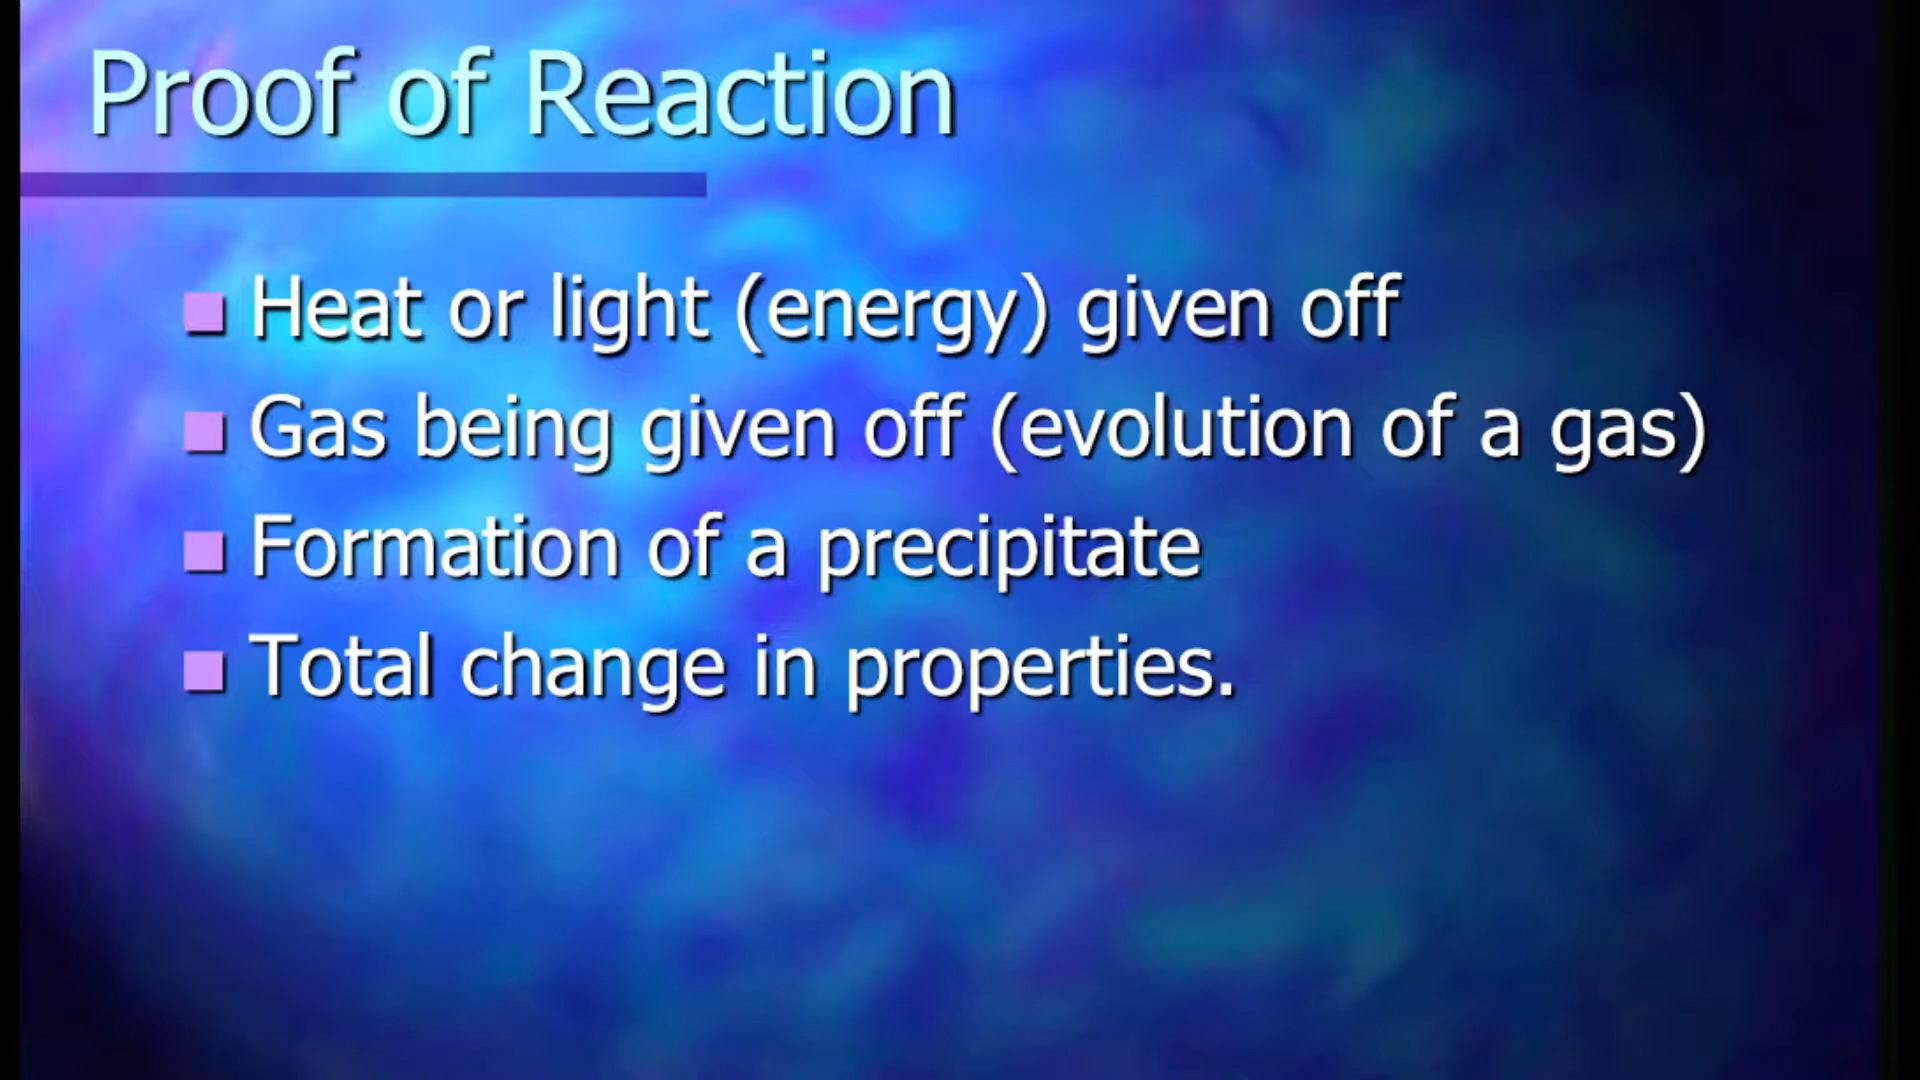 Proof of Reaction
Heat or light (energy) given off
Gas being given off (evolution of a gas)
Formation of a precipitate
Total change in properties.